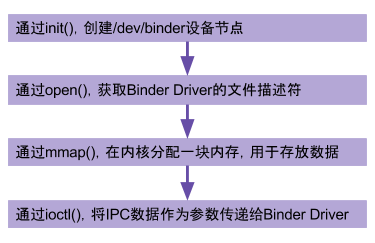 通过init(), 创建/dev/binder设备节点
通过open(), 获取Binder Driver的文件描述符
通过mmap(), 在内核分配一块内存, 用于存放数据
通过ioctl(), 将IPC数据作为参数传递给Binder Driver